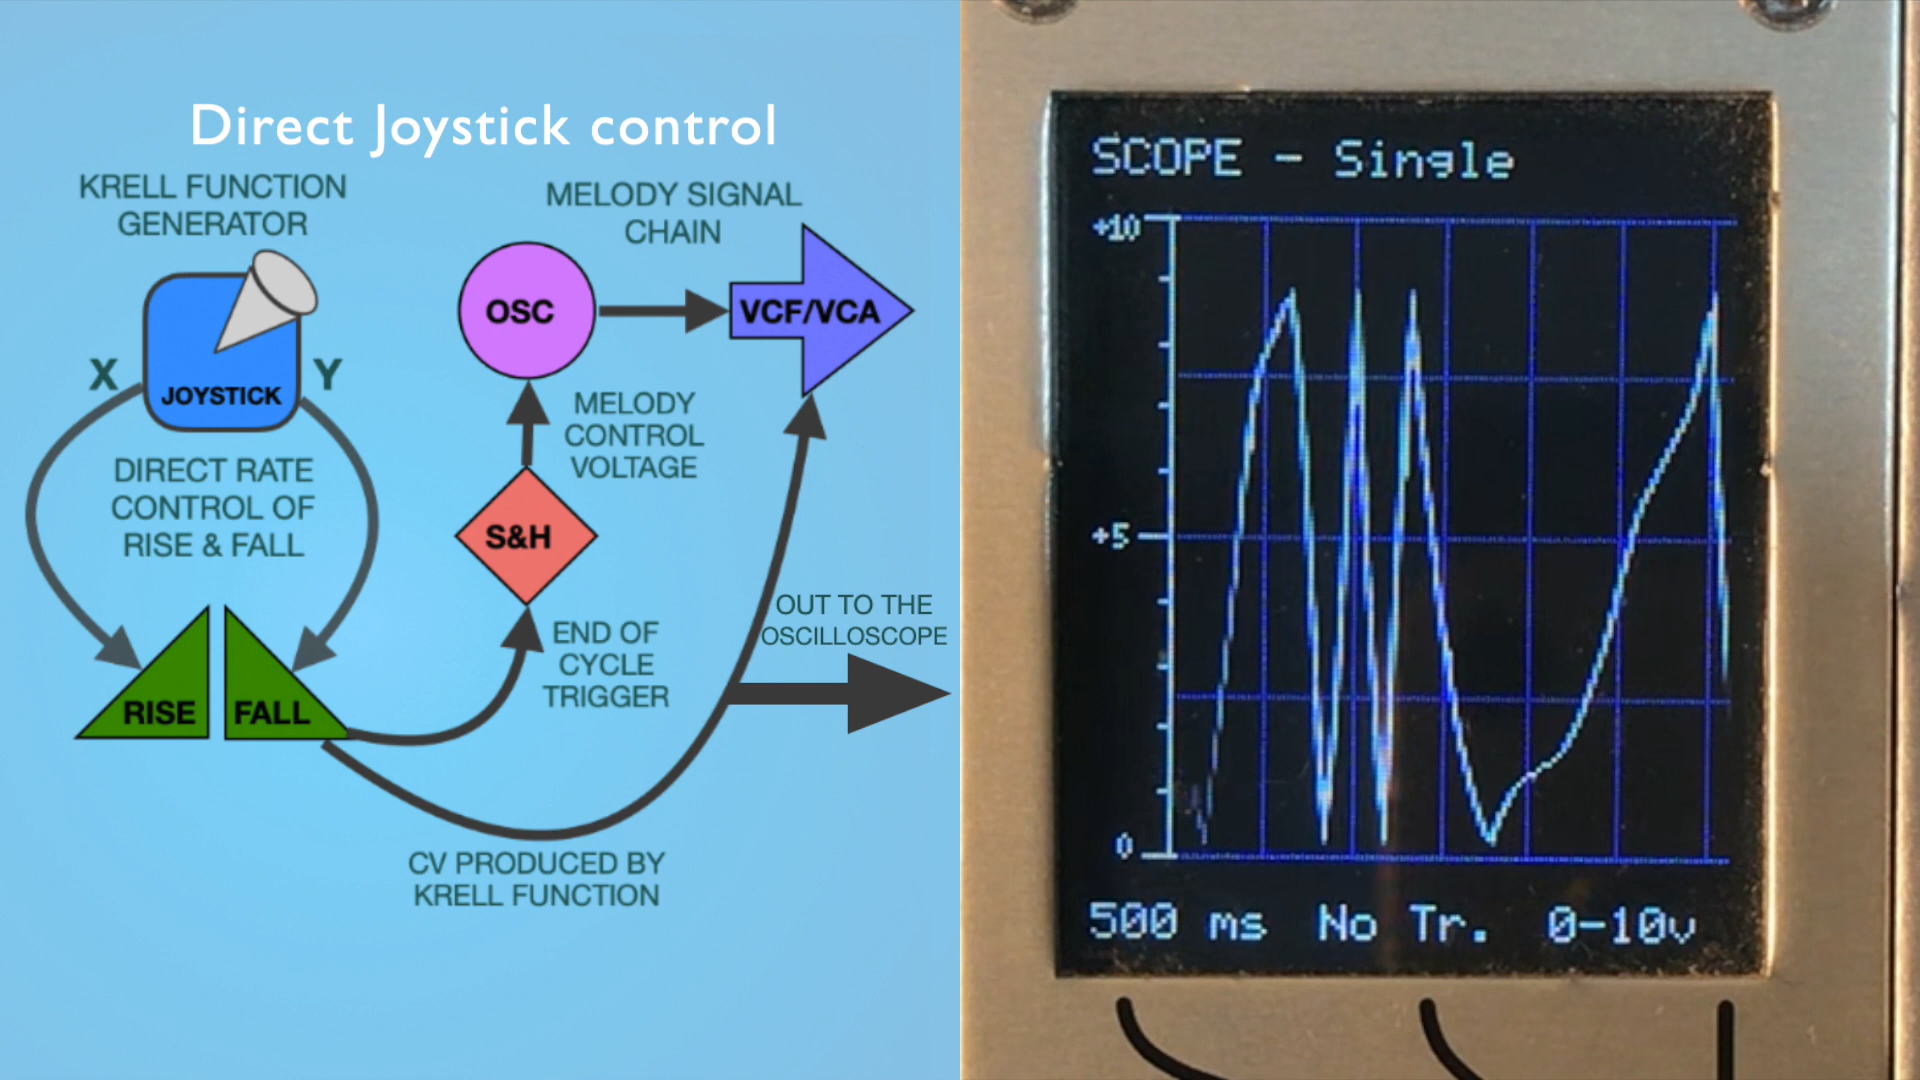 Direct Joystick control
KRELL FUNCTION
GENERATOR
MELODY SIGNAL
CHAIN
OSC
VCF/VCA
X
Y
JOYSTICK
MELODY
CONTROL
VOLTAGE
DIRECT RATE
CONTROL OF
RISE & FALL
S&H
OUT TO THE
OSCILLOSCOPE
END OF
CYCLE
TRIGGER
RISE
FALL
CV PRODUCED BY
KRELL FUNCTION
SCOPE - Single
+10
+5
0
500 ms No Tr. 0-10v